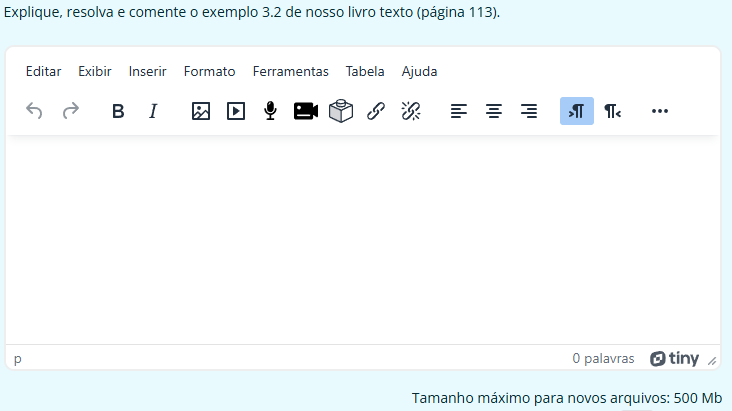 Explique, resolva e comente o exemplo 3.2 de nosso livro texto (página 113).
Editar Exibir Inserir Formato Ferramentas Tabela Ajuda
B I
p 0 palavras tiny
Tamanho máximo para novos arquivos: 500 Mb